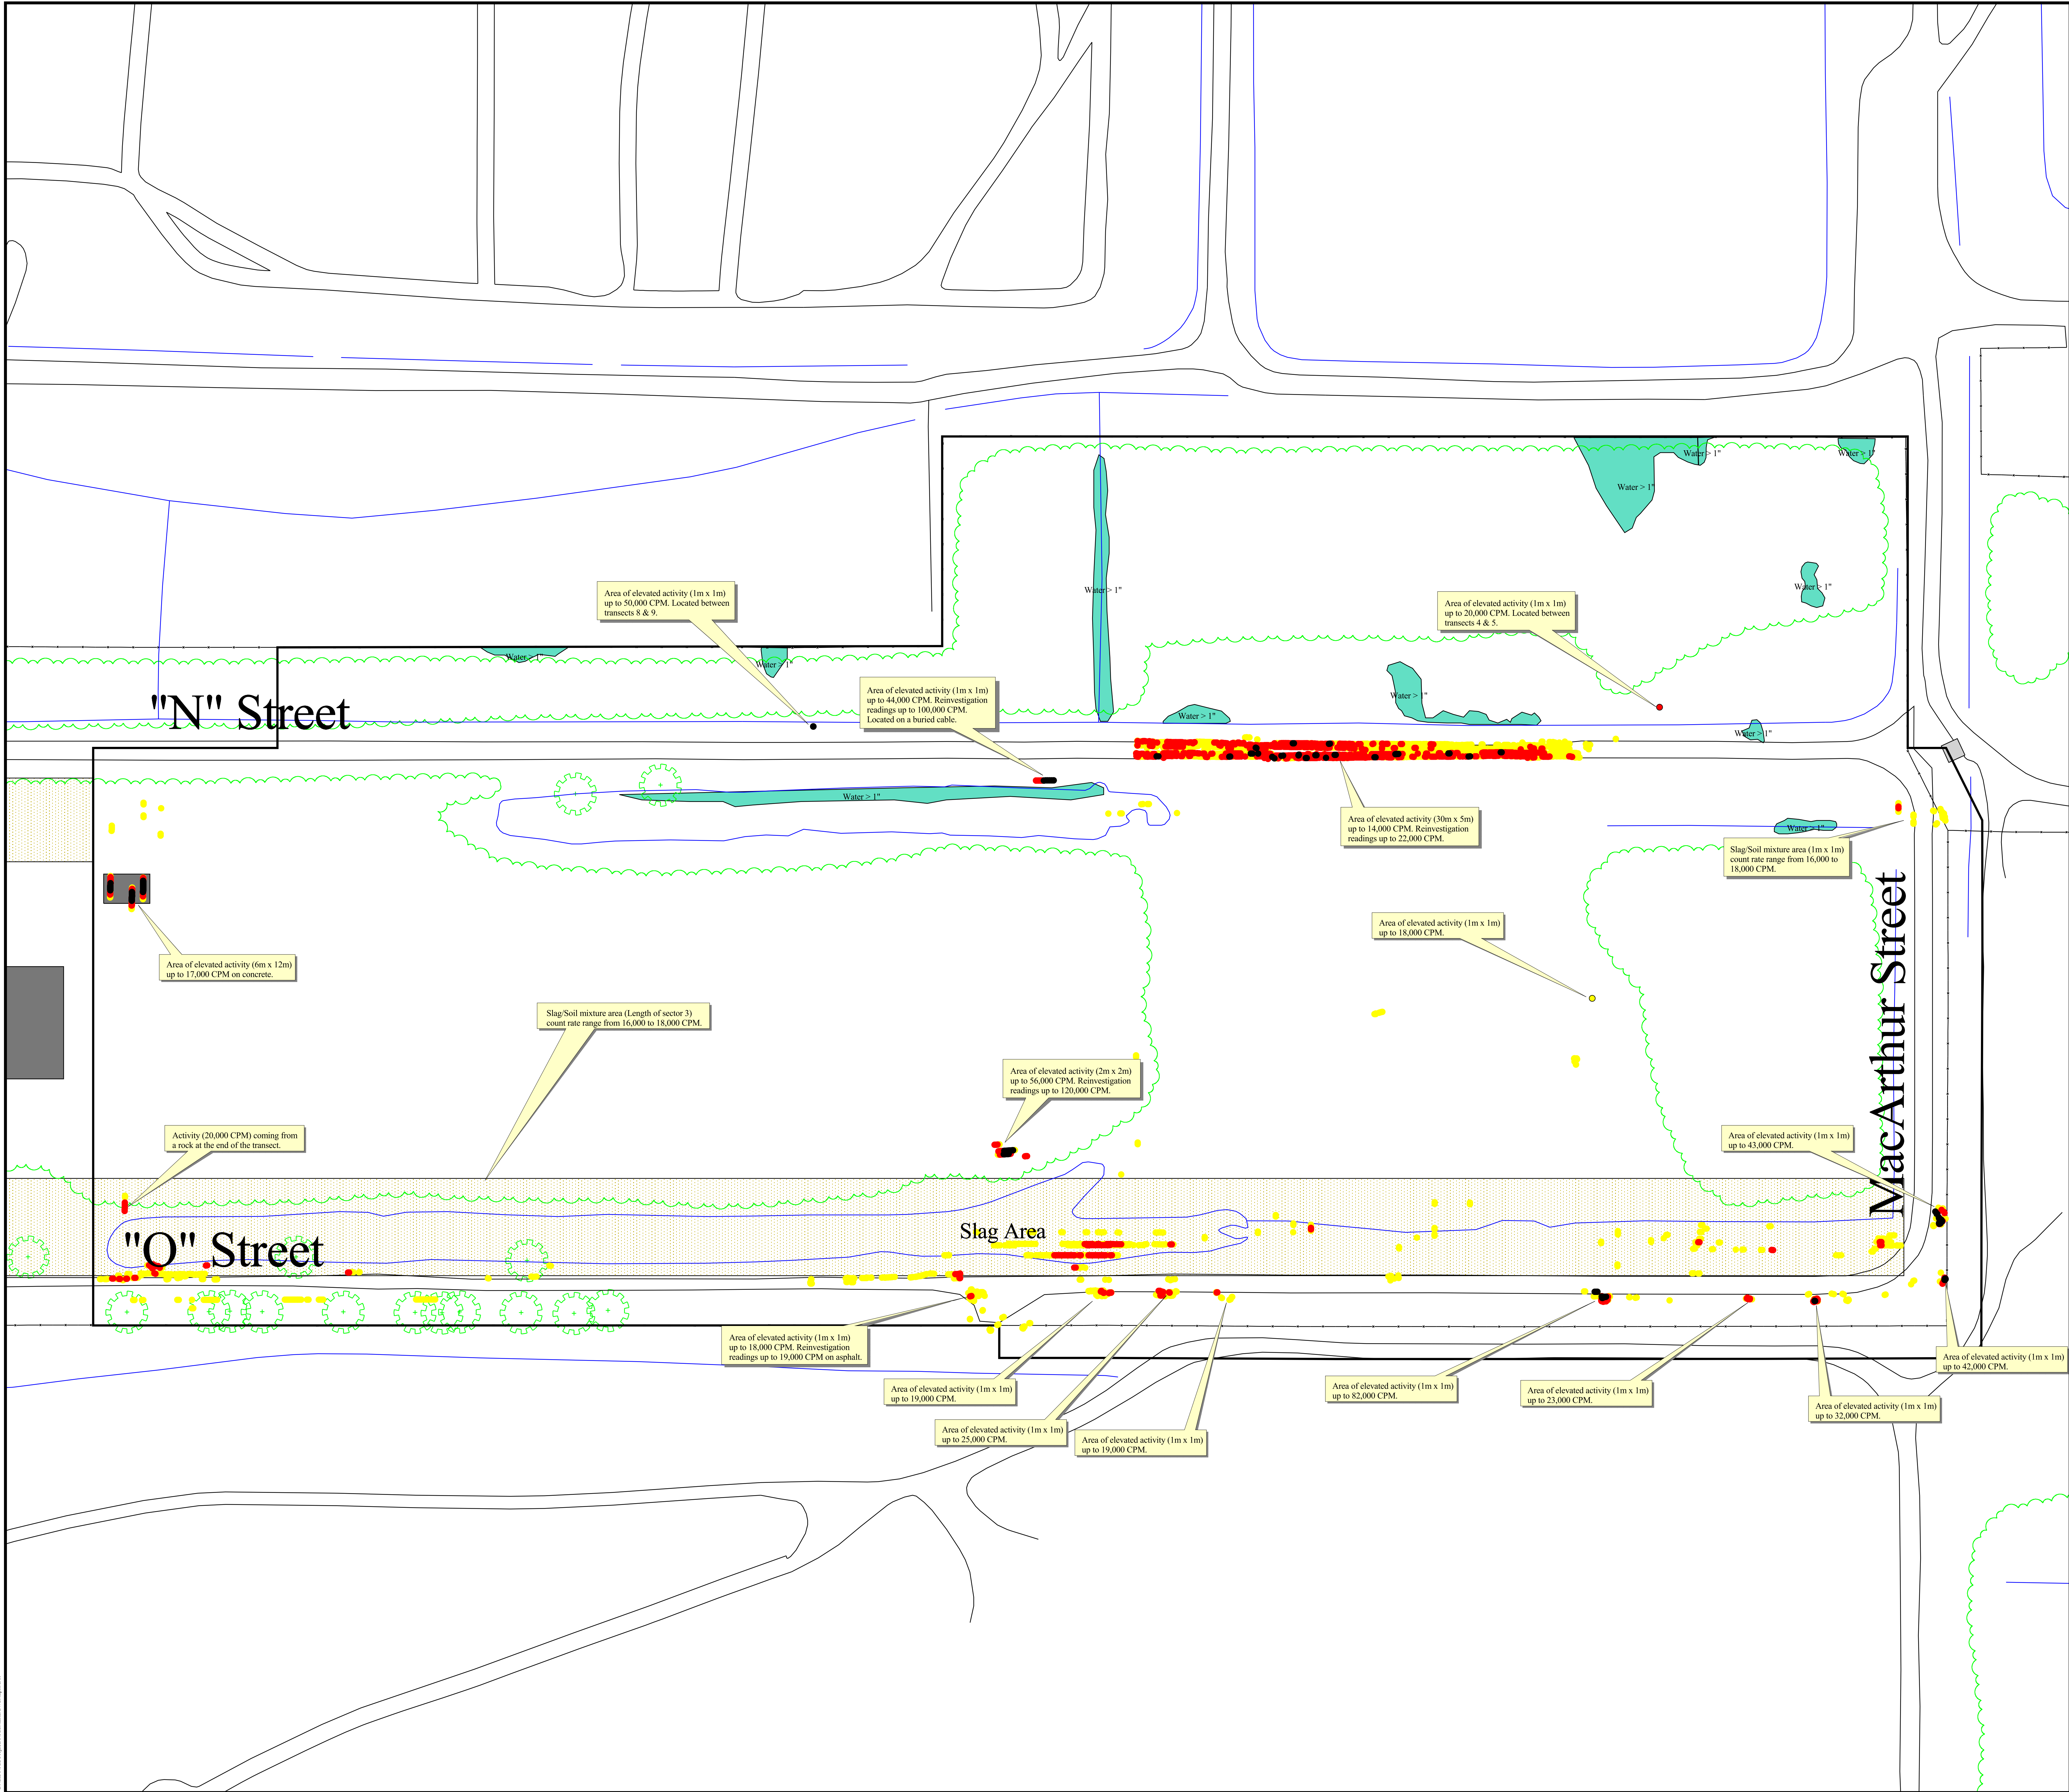 Water > 1"
Water > 1"
Water > 1"
Water > 1"
Water > 1"
Area of elevated activity (1m x 1m)
up to 50,000 CPM. Located between
transects 8 & 9.
Area of elevated activity (1m x 1m)
up to 20,000 CPM. Located between
transects 4 & 5.
Water > 1"
Water > 1"
Area of elevated activity (1m x 1m)
up to 44,000 CPM. Reinvestigation
readings up to 100,000 CPM.
Located on a buried cable.
Water > 1"
"N" Street
Water > 1"
Water > 1"
Water > 1"
Area of elevated activity (30m x 5m)
up to 14,000 CPM. Reinvestigation
readings up to 22,000 CPM.
Water > 1"
Slag/Soil mixture area (1m x 1m)
count rate range from 16,000 to
18,000 CPM.
Area of elevated activity (1m x 1m)
up to 18,000 CPM.
MacArthur Street
Area of elevated activity (6m x 12m)
up to 17,000 CPM on concrete.
Slag/Soil mixture area (Length of sector 3)
count rate range from 16,000 to 18,000 CPM.
Area of elevated activity (2m x 2m)
up to 56,000 CPM. Reinvestigation
readings up to 120,000 CPM.
Activity (20,000 CPM) coming from
a rock at the end of the transect.
Area of elevated activity (1m x 1m)
up to 43,000 CPM.
Slag Area
"O" Street
Area of elevated activity (1m x 1m)
up to 18,000 CPM. Reinvestigation
readings up to 19,000 CPM on asphalt.
Area of elevated activity (1m x 1m)
up to 42,000 CPM.
Area of elevated activity (1m x 1m)
up to 19,000 CPM.
Area of elevated activity (1m x 1m)
up to 82,000 CPM.
Area of elevated activity (1m x 1m)
up to 23,000 CPM.
Area of elevated activity (1m x 1m)
up to 32,000 CPM.
Area of elevated activity (1m x 1m)
up to 25,000 CPM.
Area of elevated activity (1m x 1m)
up to 19,000 CPM.